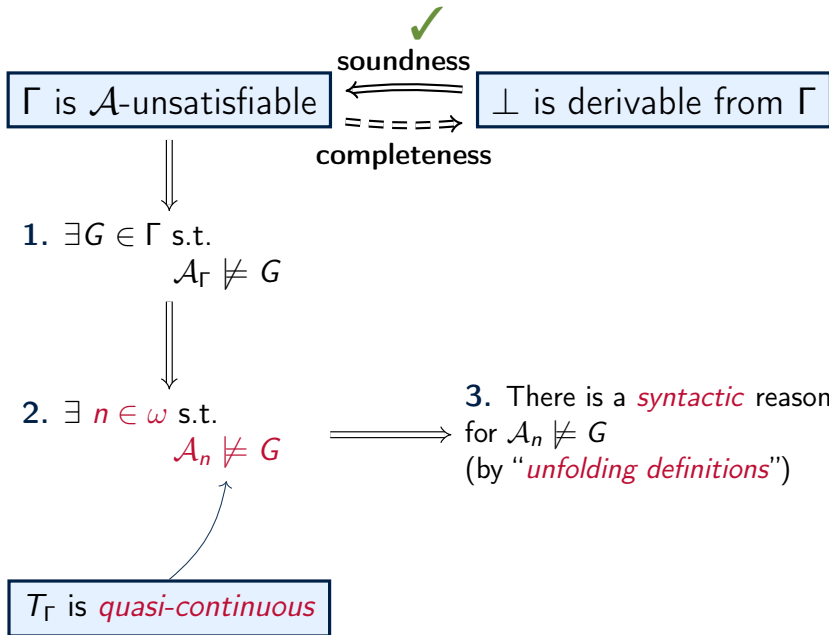 ✓
soundness
Γ is 𝒜-unsatisfiable
⊥ is derivable from Γ
completeness
1. ∃G ∈ Γ s.t.
𝒜_Γ ⊭ G
2. ∃ n ∈ ω s.t.
𝒜_n ⊭ G
3. There is a syntactic reason
for 𝒜_n ⊭ G
(by “unfolding definitions”)
T_Γ is quasi-continuous